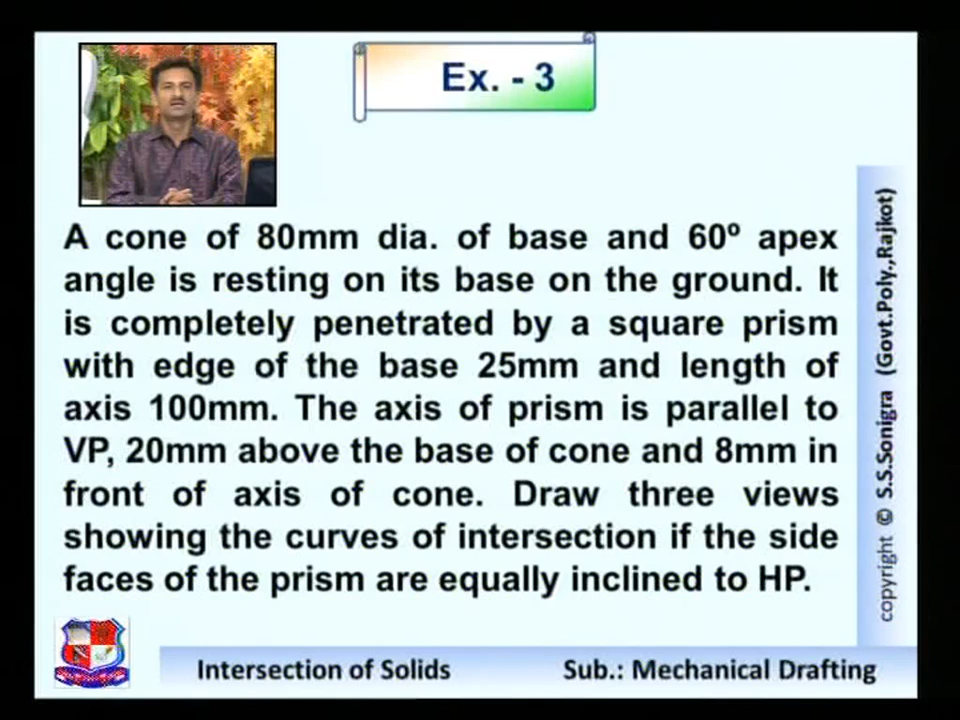 Ex. - 3
A cone of 80mm dia. of base and 60º apex
angle is resting on its base on the ground. It
is completely penetrated by a square prism
with edge of the base 25mm and length of
axis 100mm. The axis of prism is parallel to
VP, 20mm above the base of cone and 8mm in
front of axis of cone. Draw three views
showing the curves of intersection if the side
faces of the prism are equally inclined to HP.
copyright © S.S.Sonigra (Govt.Poly.,Rajkot)
Intersection of Solids Sub.: Mechanical Drafting